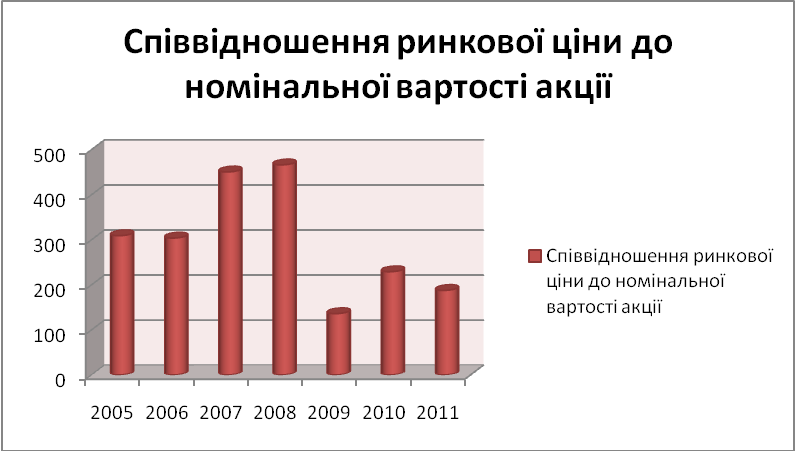 Співвідношення ринкової ціни до
номінальної вартості акції
500
400
300
200
100
0
2005 2006 2007 2008 2009 2010 2011
Співвідношення ринкової
ціни до номінальної
вартості акції